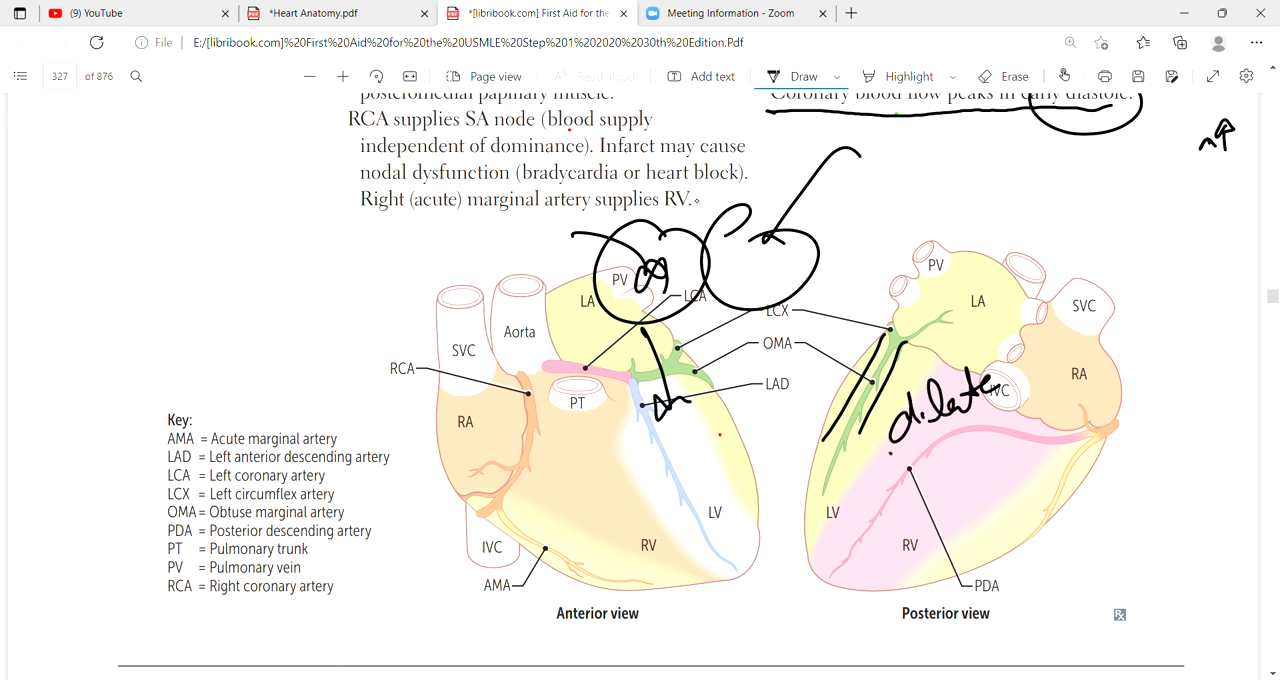 (9) YouTube
*Heart Anatomy.pdf
*[libribook.com] First Aid for the
Meeting Information - Zoom
File
E:/[libribook.com]%20First%20Aid%20for%20the%20USMLE%20Step%201%202020%2030th%20Edition.Pdf
327 of 876
Page view
Read aloud
Add text
Draw
Highlight
Erase
posteromedial papillary muscle.
Coronary blood flow peaks in early diastole.
RCA supplies SA node (blood supply
independent of dominance). Infarct may cause
nodal dysfunction (bradycardia or heart block).
Right (acute) marginal artery supplies RV.
PV
LA
LCA
LCX
Aorta
SVC
OMA
RCA
LAD
PT
RA
LV
RV
IVC
AMA
Anterior view
PV
LA
SVC
RA
IVC
dilate
LV
RV
PDA
Posterior view
Key:
AMA = Acute marginal artery
LAD = Left anterior descending artery
LCA = Left coronary artery
LCX = Left circumflex artery
OMA = Obtuse marginal artery
PDA = Posterior descending artery
PT = Pulmonary trunk
PV = Pulmonary vein
RCA = Right coronary artery